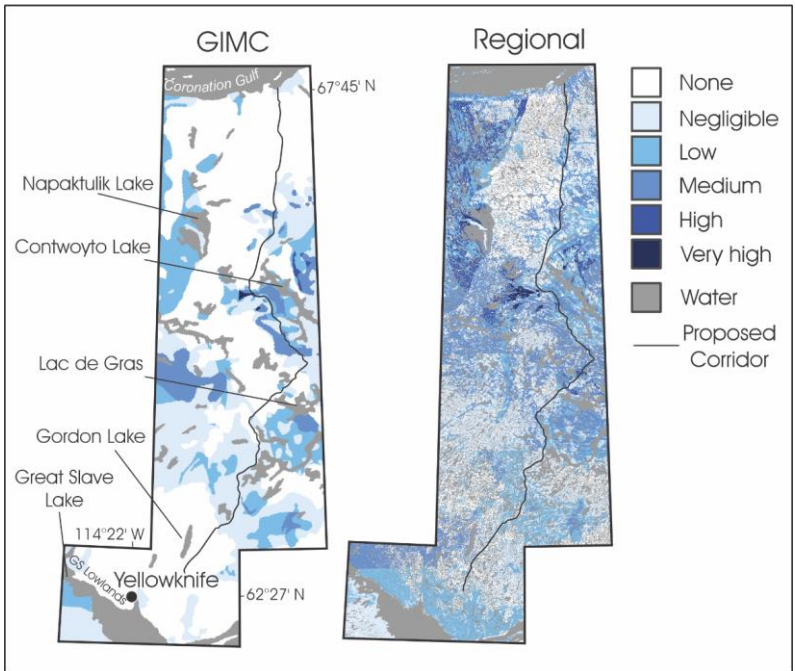 GIMC
Regional
Coronation Gulf
67°45' N
Napaktulik Lake
Contwoyto Lake
Lac de Gras
Gordon Lake
Great Slave
Lake
114°22' W
GS Lowlands
Yellowknife
62°27' N
None
Negligible
Low
Medium
High
Very high
Water
Proposed
Corridor